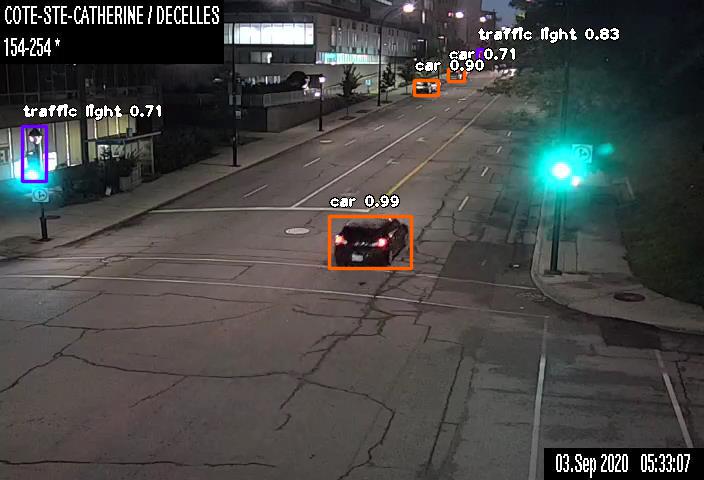 COTE-STE-CATHERINE / DECELLES
154-254 *
traffic light 0.83
car 0.71
car 0.90
traffic light 0.71
car 0.99
03.Sep 2020 05:33:07